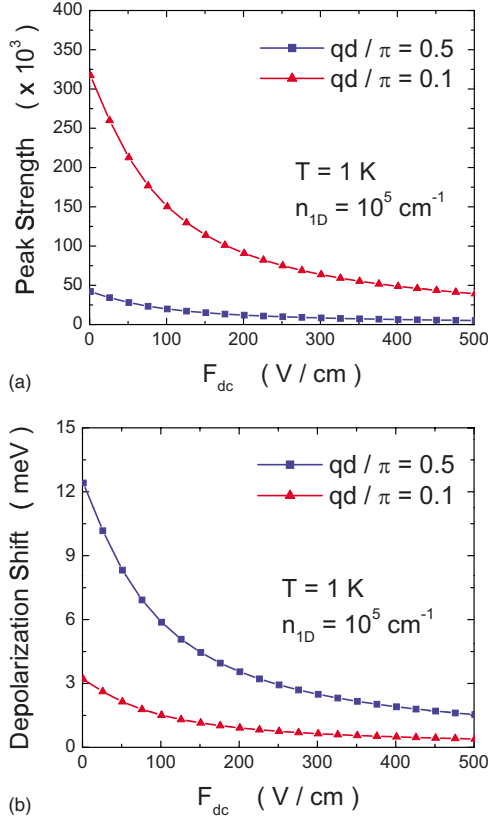 400
350
300
250
200
150
100
50
0
Peak Strength ( x 10³ )
qd / π = 0.5
qd / π = 0.1
T = 1 K
n1D = 10⁵ cm⁻¹
0 100 200 300 400 500
(a)
Fdc ( V / cm )
15
12
9
6
3
0
Depolarization Shift ( meV )
qd / π = 0.5
qd / π = 0.1
T = 1 K
n1D = 10⁵ cm⁻¹
0 100 200 300 400 500
(b)
Fdc ( V / cm )